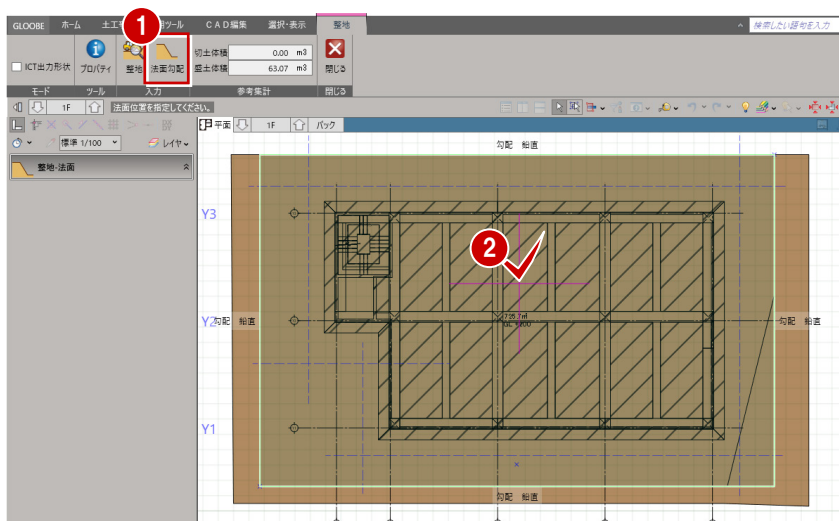 1
GLOOBE ホーム 土工 用ツール CAD編集 選択・表示 整地 検索したい語句を入力
ICT出力形状 プロパティ 整地 法面勾配 切土体積 0.00 m3 閉じる
盛土体積 63.07 m3
モード ツール 入力 参考集計 閉じる
1F 法面位置を指定してください。
平面 1F バック
標準 1/100 レイヤ
整地-法面
勾配 鉛直
Y3
2
Y2 勾配 鉛直
勾配 鉛直
Y1
勾配 鉛直